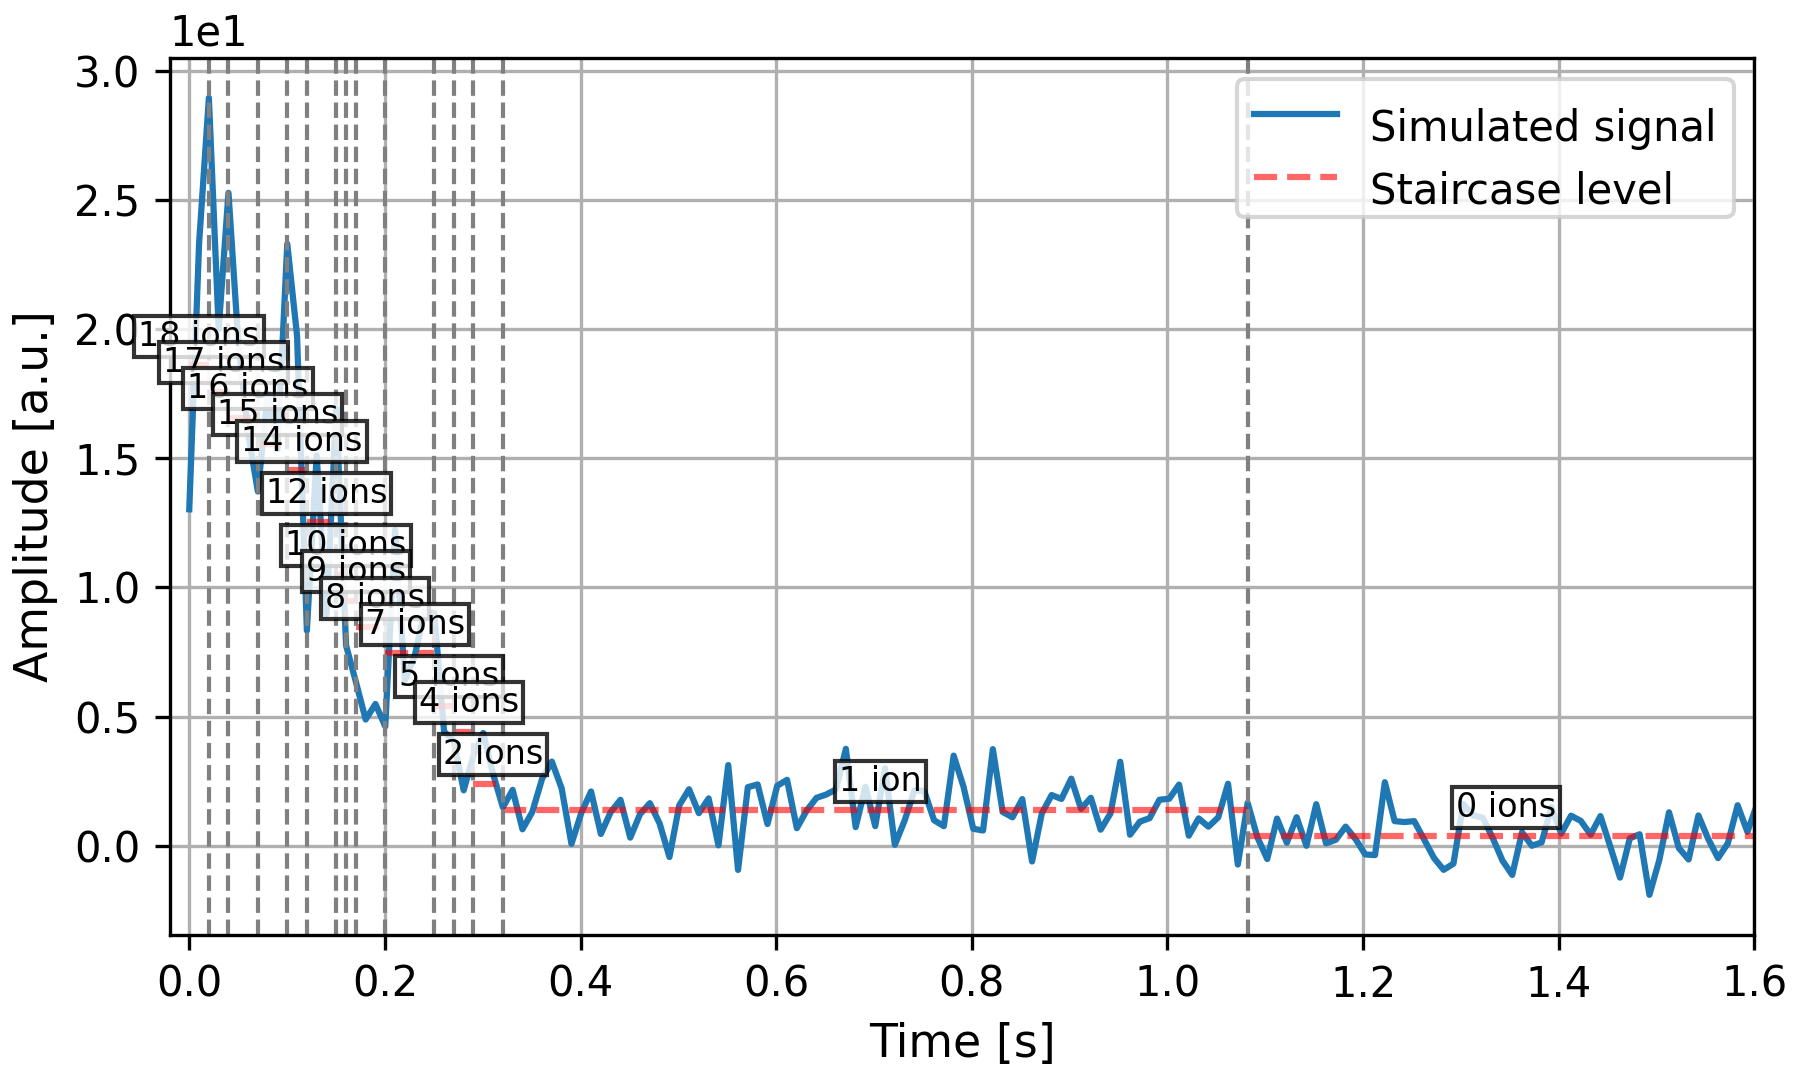 1e1
3.0
2.5
2.0
1.5
1.0
0.5
0.0
Amplitude [a.u.]
Simulated signal
Staircase level
18 ions
17 ions
16 ions
15 ions
14 ions
12 ions
10 ions
9 ions
8 ions
7 ions
5 ions
4 ions
2 ions
1 ion
0 ions
0.0 0.2 0.4 0.6 0.8 1.0 1.2 1.4 1.6
Time [s]